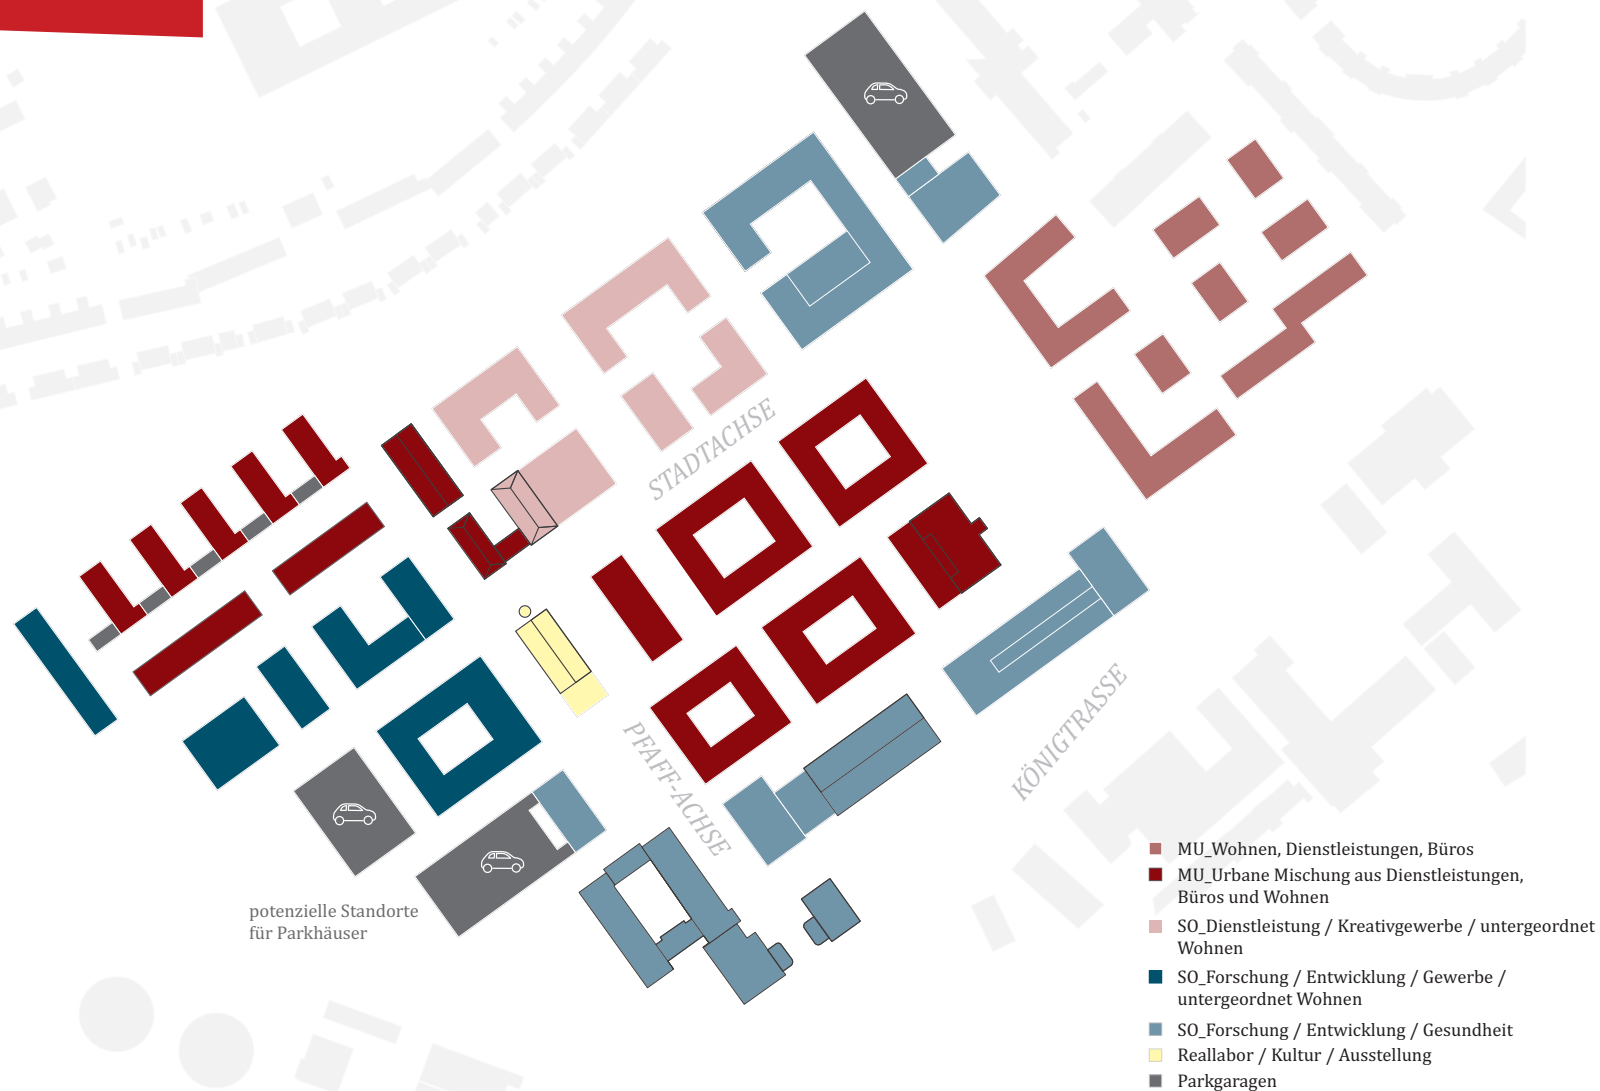 STADTACHSE
PFAFF-ACHSE
KÖNIGTRASSE
potenzielle Standorte
für Parkhäuser
MU_Wohnen, Dienstleistungen, Büros
MU_Urbane Mischung aus Dienstleistungen,
Büros und Wohnen
SO_Dienstleistung / Kreativgewerbe / untergeordnet
Wohnen
SO_Forschung / Entwicklung / Gewerbe /
untergeordnet Wohnen
SO_Forschung / Entwicklung / Gesundheit
Reallabor / Kultur / Ausstellung
Parkgaragen